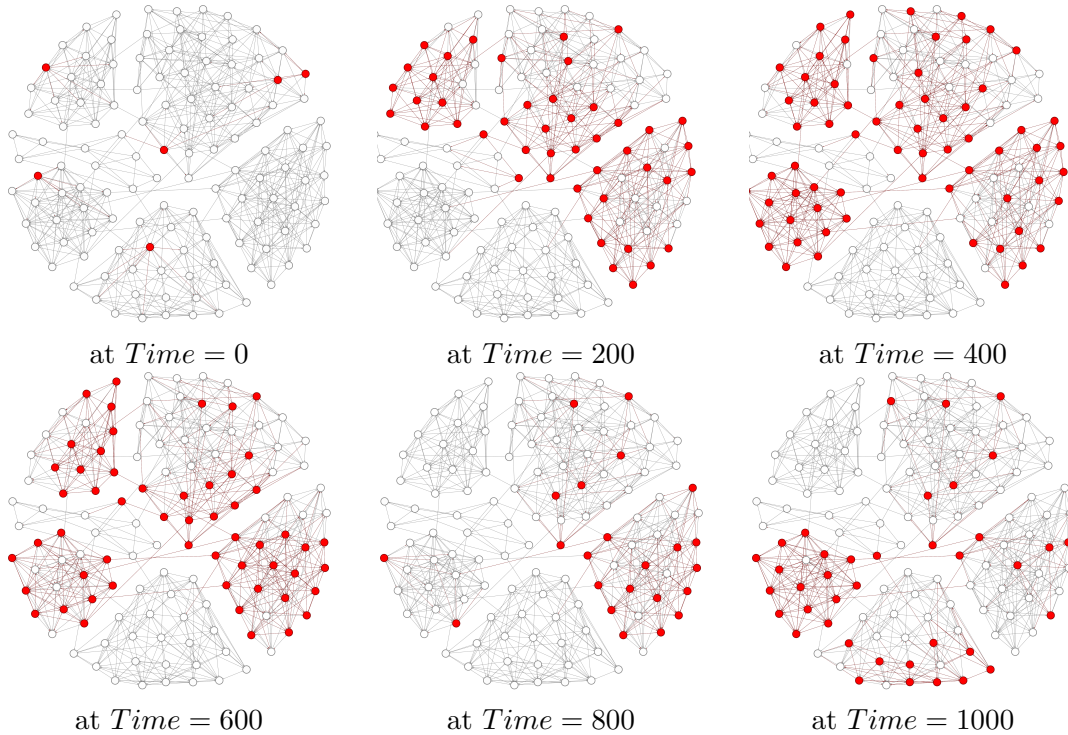 at Time = 0
at Time = 200
at Time = 400
at Time = 600
at Time = 800
at Time = 1000